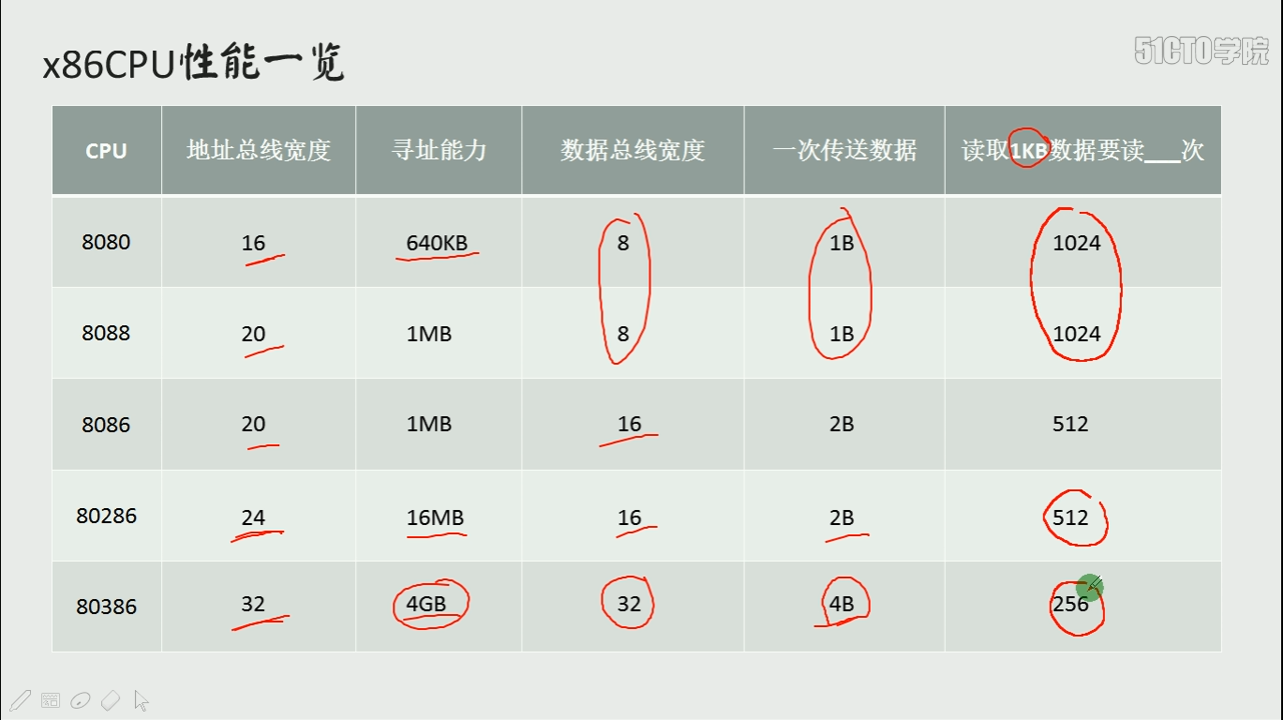 x86CPU性能一览
51CTO学院
CPU 地址总线宽度 寻址能力 数据总线宽度 一次传送数据 读取1KB数据要读___次
8080 16 640KB 8 1B 1024
8088 20 1MB 8 1B 1024
8086 20 1MB 16 2B 512
80286 24 16MB 16 2B 512
80386 32 4GB 32 4B 256